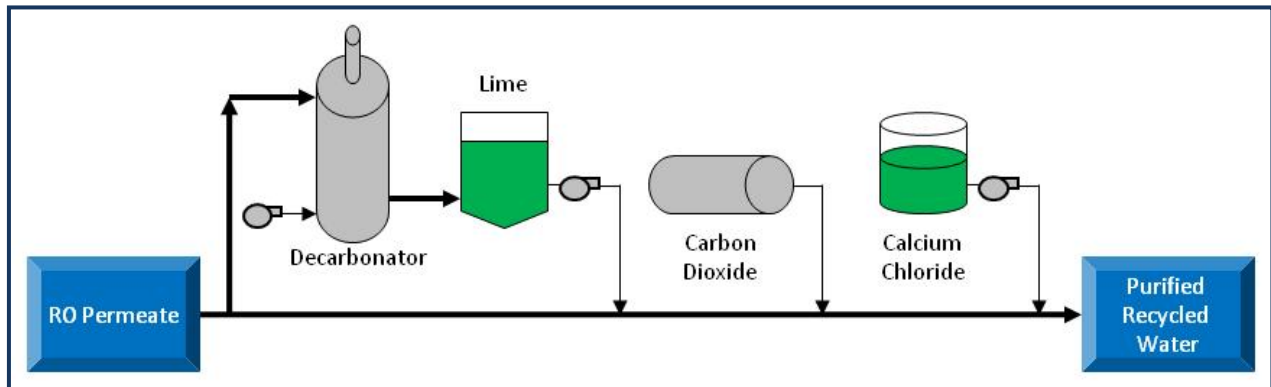 Lime
Decarbonator
Carbon
Dioxide
Calcium
Chloride
RO Permeate
Purified
Recycled
Water